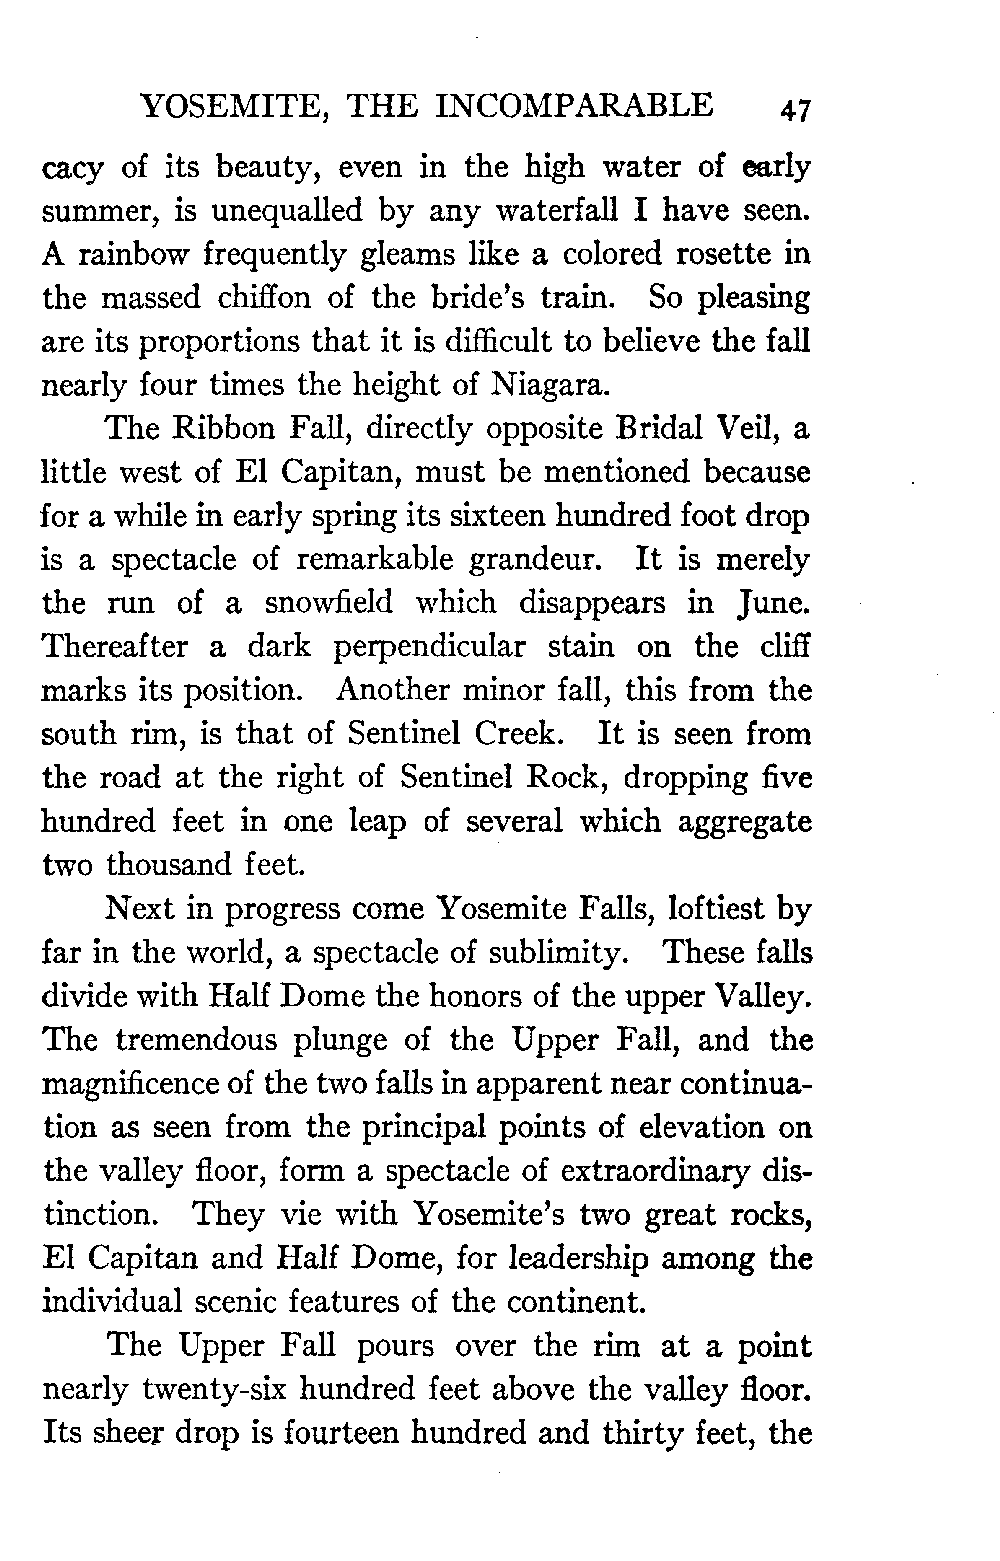 YOSEMITE, THE INCOMPARABLE 47
cacy of its beauty, even in the high water of early
summer, is unequalled by any waterfall I have seen.
A rainbow frequently gleams like a colored rosette in
the massed chiffon of the bride's train. So pleasing
are its proportions that it is difficult to believe the fall
nearly four times the height of Niagara.
The Ribbon Fall, directly opposite Bridal Veil, a
little west of El Capitan, must be mentioned because
for a while in early spring its sixteen hundred foot drop
is a spectacle of remarkable grandeur. It is merely
the run of a snowfield which disappears in June.
Thereafter a dark perpendicular stain on the cliff
marks its position. Another minor fall, this from the
south rim, is that of Sentinel Creek. It is seen from
the road at the right of Sentinel Rock, dropping five
hundred feet in one leap of several which aggregate
two thousand feet.
Next in progress come Yosemite Falls, loftiest by
far in the world, a spectacle of sublimity. These falls
divide with Half Dome the honors of the upper Valley.
The tremendous plunge of the Upper Fall, and the
magnificence of the two falls in apparent near continua-
tion as seen from the principal points of elevation on
the valley floor, form a spectacle of extraordinary dis-
tinction. They vie with Yosemite's two great rocks,
El Capitan and Half Dome, for leadership among the
individual scenic features of the continent.
The Upper Fall pours over the rim at a point
nearly twenty-six hundred feet above the valley floor.
Its sheer drop is fourteen hundred and thirty feet, the